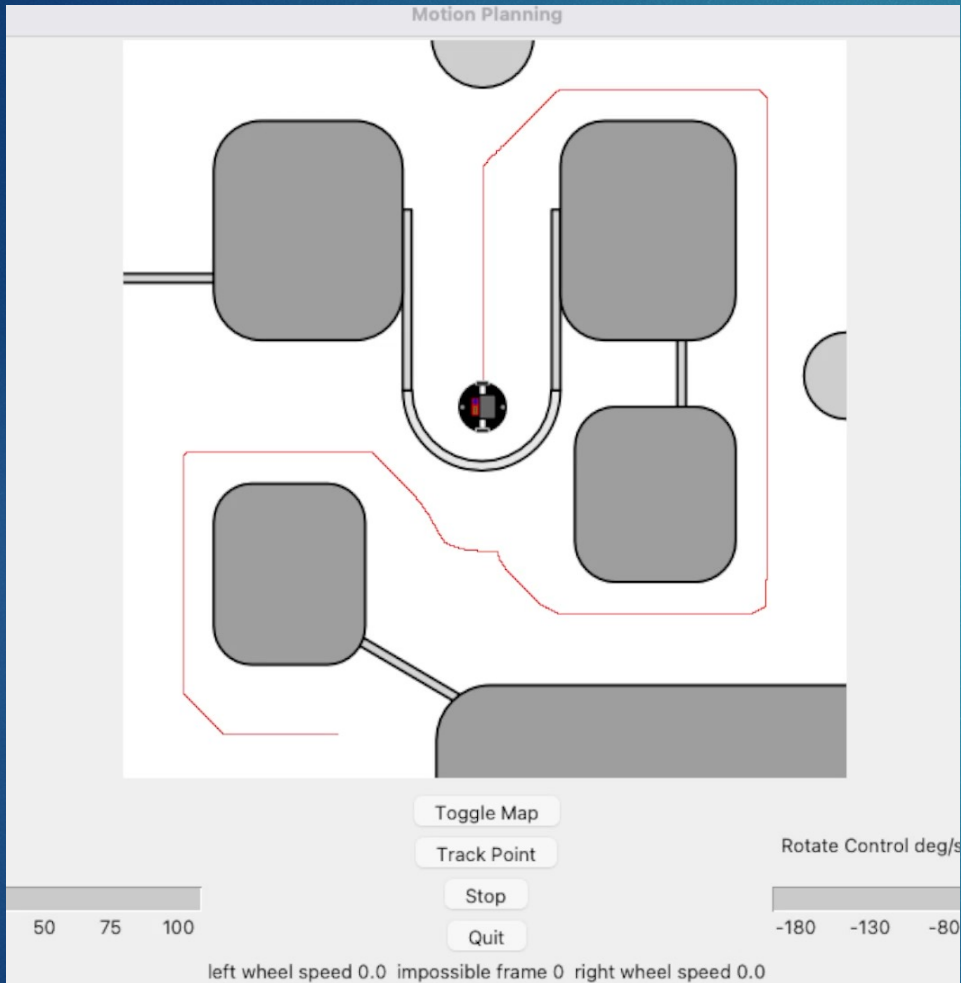 Motion Planning
Toggle Map
Track Point
Rotate Control deg/s
Stop
50 75 100
-180 -130 -80
Quit
left wheel speed 0.0 impossible frame 0 right wheel speed 0.0